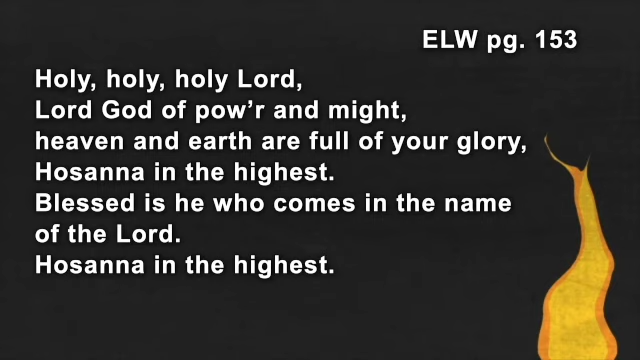 ELW pg. 153
Holy, holy, holy Lord,
Lord God of pow’r and might,
heaven and earth are full of your glory,
Hosanna in the highest.
Blessed is he who comes in the name
of the Lord.
Hosanna in the highest.